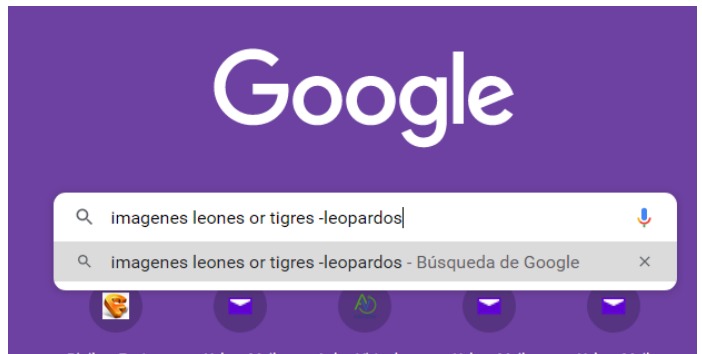 Google
imagenes leones or tigres -leopardos
imagenes leones or tigres -leopardos - Búsqueda de Google